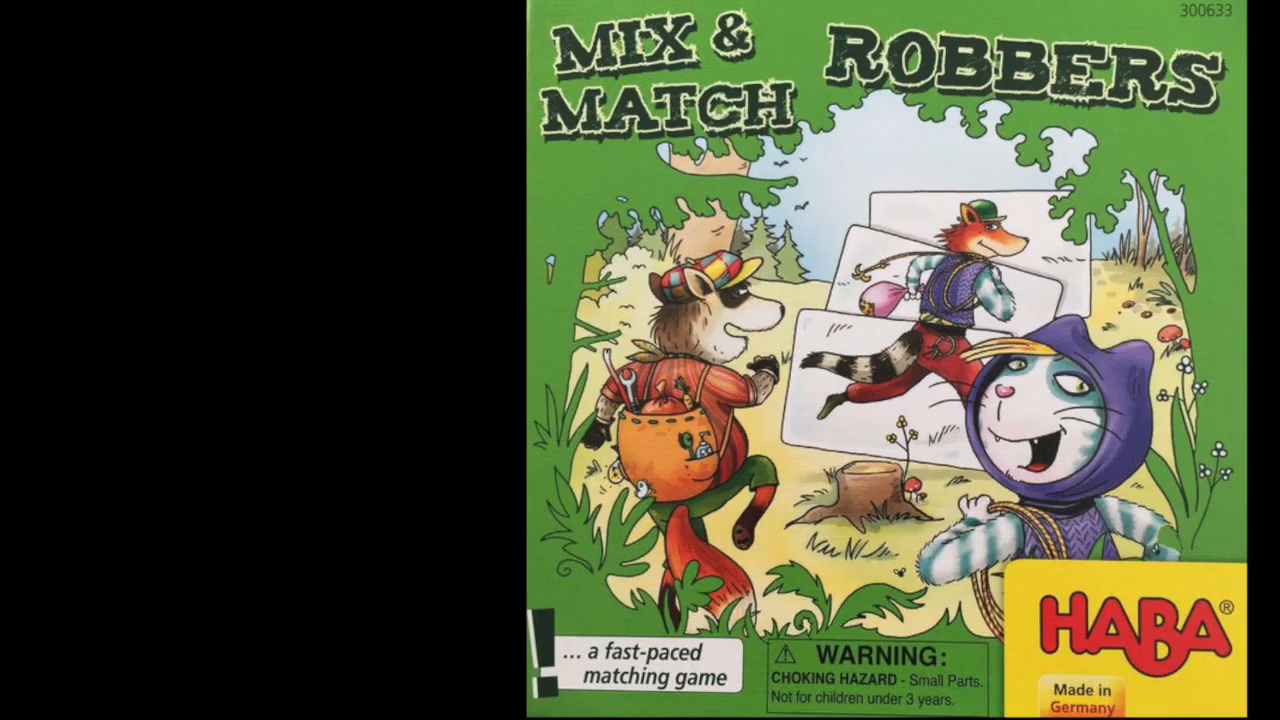 300633
MIX &
MATCH
ROBBERS
... a fast-paced
matching game
⚠ WARNING:
CHOKING HAZARD - Small Parts.
Not for children under 3 years.
HABA®
Made in
Germany